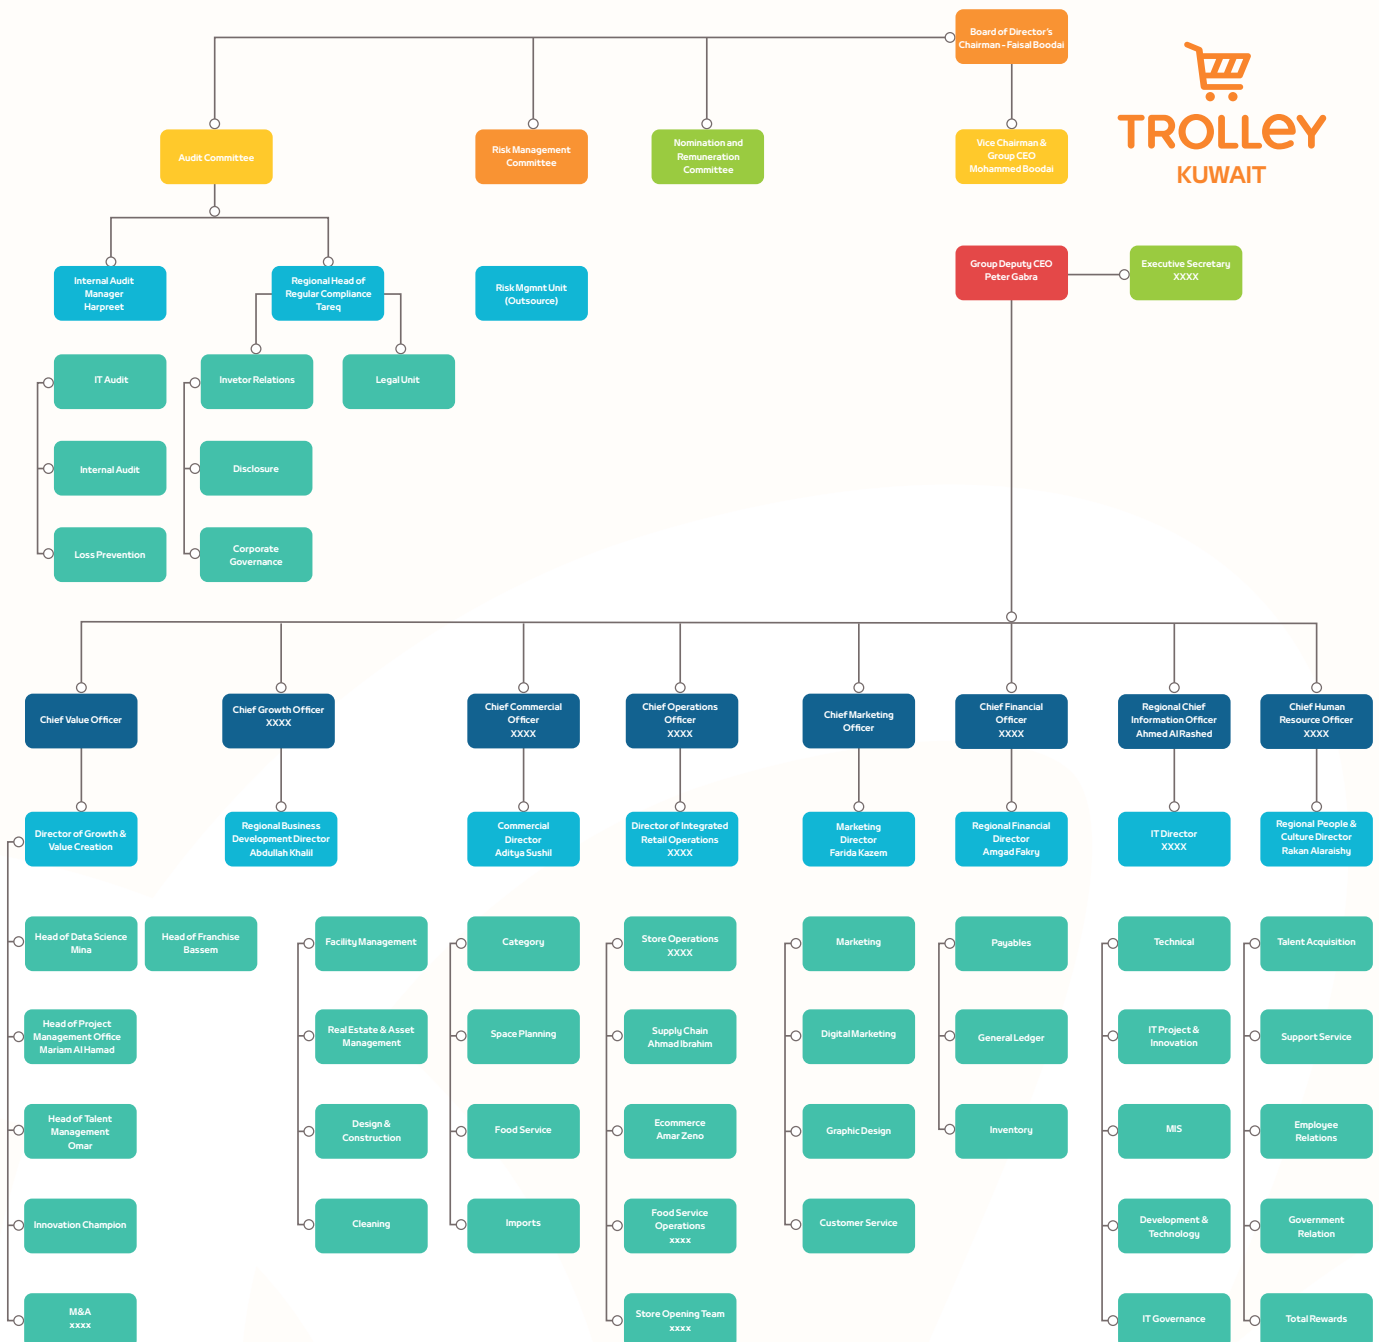 Board of Director's
Chairman - Faisal Boodai
TROLLeY
KUWAIT
Audit Committee
Risk Management
Committee
Nomination and
Remuneration
Committee
Vice Chairman &
Group CEO
Mohammed Boodai
Internal Audit
Manager
Harpreet
Regional Head of
Regular Compliance
Tareq
Risk Mgmnt Unit
(Outsource)
Group Deputy CEO
Peter Gabra
Executive Secretary
XXXX
IT Audit
Invetor Relations
Legal Unit
Internal Audit
Disclosure
Loss Prevention
Corporate
Governance
Chief Value Officer
Chief Growth Officer
XXXX
Chief Commercial
Officer
XXXX
Chief Operations
Officer
XXXX
Chief Marketing
Officer
Chief Financial
Officer
XXXX
Regional Chief
Information Officer
Ahmed Al Rashed
Chief Human
Resource Officer
XXXX
Director of Growth &
Value Creation
Regional Business
Development Director
Abdullah Khalil
Commercial
Director
Aditya Sushil
Director of Integrated
Retail Operations
XXXX
Marketing
Director
Farida Kazem
Regional Financial
Director
Amgad Fakry
IT Director
XXXX
Regional People &
Culture Director
Rakan Alaraishy
Head of Data Science
Mina
Head of Franchise
Bassem
Facility Management
Category
Store Operations
XXXX
Marketing
Payables
Technical
Talent Acquisition
Head of Project
Management Office
Mariam Al Hamad
Real Estate & Asset
Management
Space Planning
Supply Chain
Ahmad Ibrahim
Digital Marketing
General Ledger
IT Project &
Innovation
Support Service
Head of Talent
Management
Omar
Design &
Construction
Food Service
Ecommerce
Amar Zeno
Graphic Design
Inventory
MIS
Employee
Relations
Innovation Champion
Cleaning
Imports
Food Service
Operations
xxxx
Customer Service
Development &
Technology
Government
Relation
M&A
xxxx
Store Opening Team
xxxx
IT Governance
Total Rewards